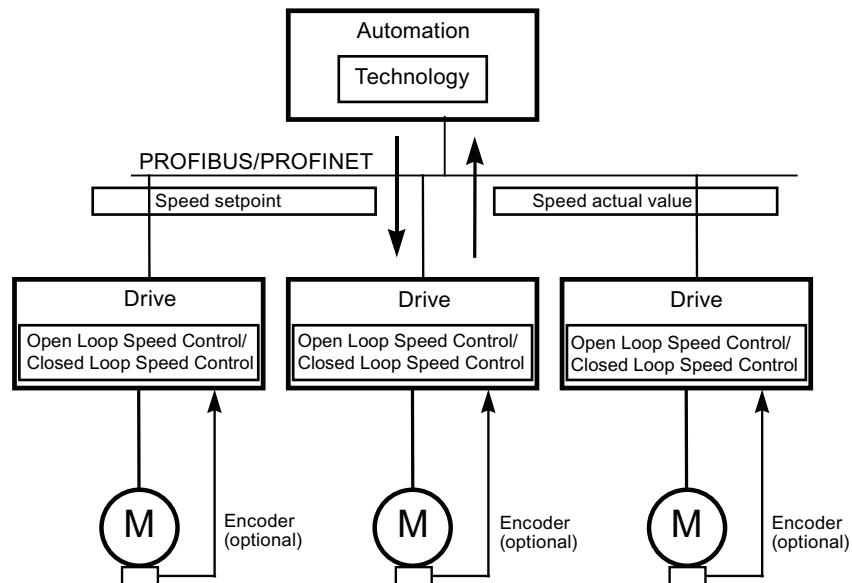 Automation
Technology
PROFIBUS/PROFINET
Speed setpoint
Speed actual value
Drive
Open Loop Speed Control/
Closed Loop Speed Control
Drive
Open Loop Speed Control/
Closed Loop Speed Control
Drive
Open Loop Speed Control/
Closed Loop Speed Control
M
Encoder
(optional)
M
Encoder
(optional)
M
Encoder
(optional)